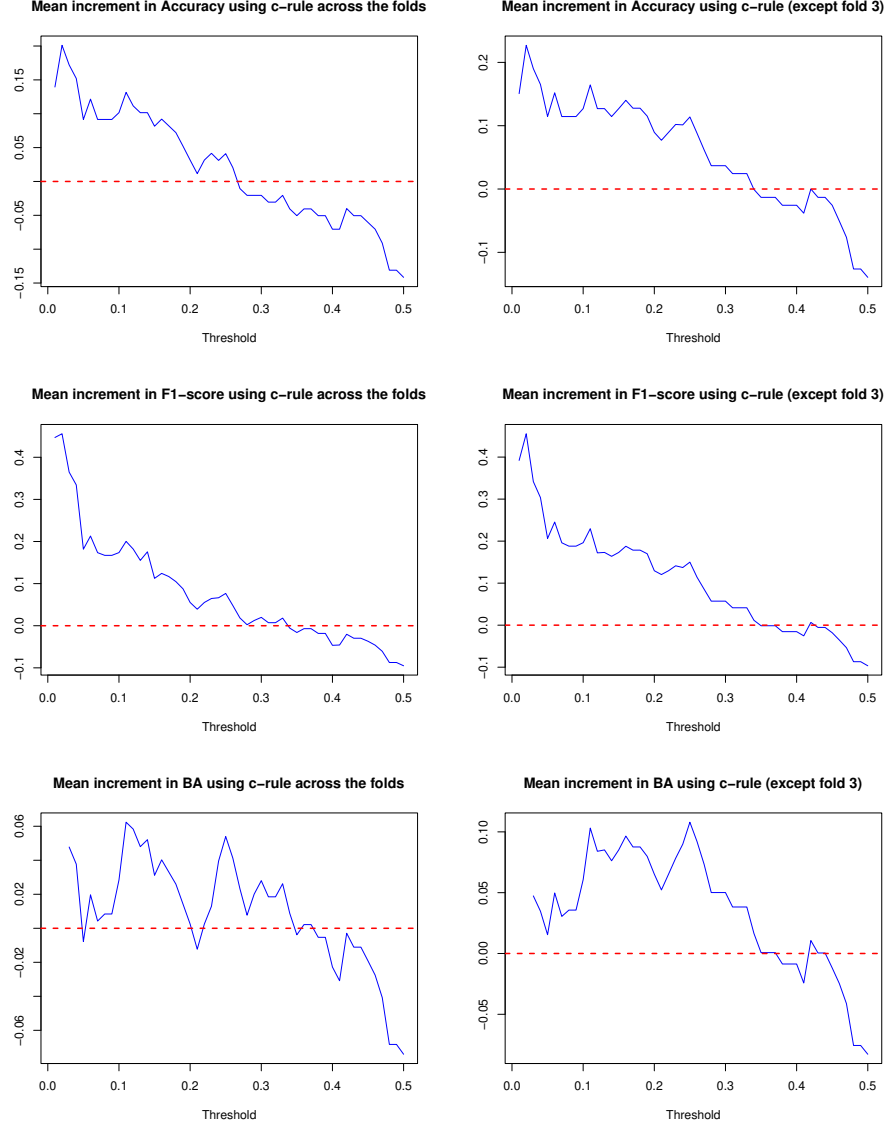 Mean increment in Accuracy using c−rule across the folds
0.15
0.05
−0.05
−0.15
0.0 0.1 0.2 0.3 0.4 0.5
Threshold
Mean increment in Accuracy using c−rule (except fold 3)
0.2
0.1
0.0
−0.1
0.0 0.1 0.2 0.3 0.4 0.5
Threshold
Mean increment in F1−score using c−rule across the folds
0.4
0.3
0.2
0.1
0.0
−0.1
0.0 0.1 0.2 0.3 0.4 0.5
Threshold
Mean increment in F1−score using c−rule (except fold 3)
0.4
0.3
0.2
0.1
0.0
−0.1
0.0 0.1 0.2 0.3 0.4 0.5
Threshold
Mean increment in BA using c−rule across the folds
0.06
0.02
−0.02
−0.06
0.0 0.1 0.2 0.3 0.4 0.5
Threshold
Mean increment in BA using c−rule (except fold 3)
0.10
0.05
0.00
−0.05
0.0 0.1 0.2 0.3 0.4 0.5
Threshold